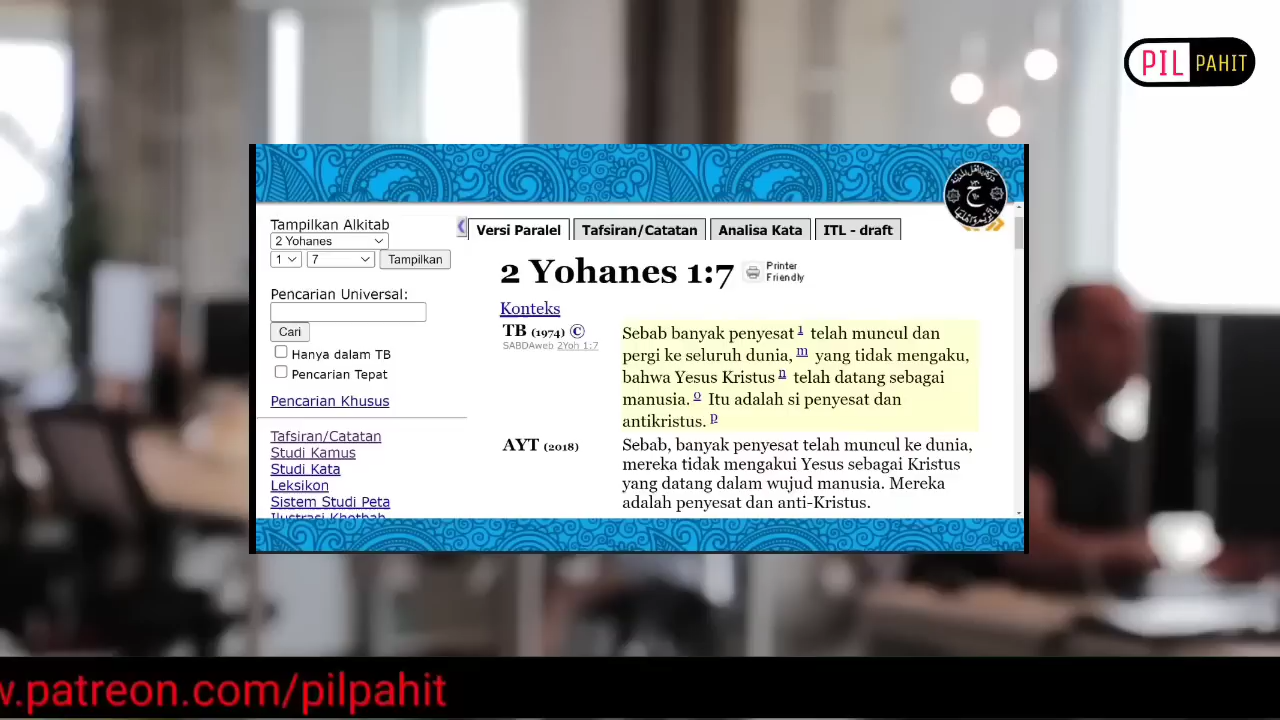 PIL PAHIT
Tampilkan Alkitab
2 Yohanes
1 7 Tampilkan
Pencarian Universal:
Cari
Hanya dalam TB
Pencarian Tepat
Pencarian Khusus
Tafsiran/Catatan
Studi Kamus
Studi Kata
Leksikon
Sistem Studi Peta
Ilustrasi Khotbah
Versi Paralel Tafsiran/Catatan Analisa Kata ITL - draft
2 Yohanes 1:7 Printer
Friendly
Konteks
TB (1974) ©
SABDAweb 2Yoh 1:7
Sebab banyak penyesat 1 telah muncul dan
pergi ke seluruh dunia, m yang tidak mengaku,
bahwa Yesus Kristus n telah datang sebagai
manusia. o Itu adalah si penyesat dan
antikristus. p
AYT (2018)
Sebab, banyak penyesat telah muncul ke dunia,
mereka tidak mengakui Yesus sebagai Kristus
yang datang dalam wujud manusia. Mereka
adalah penyesat dan anti-Kristus.
w.patreon.com/pilpahit